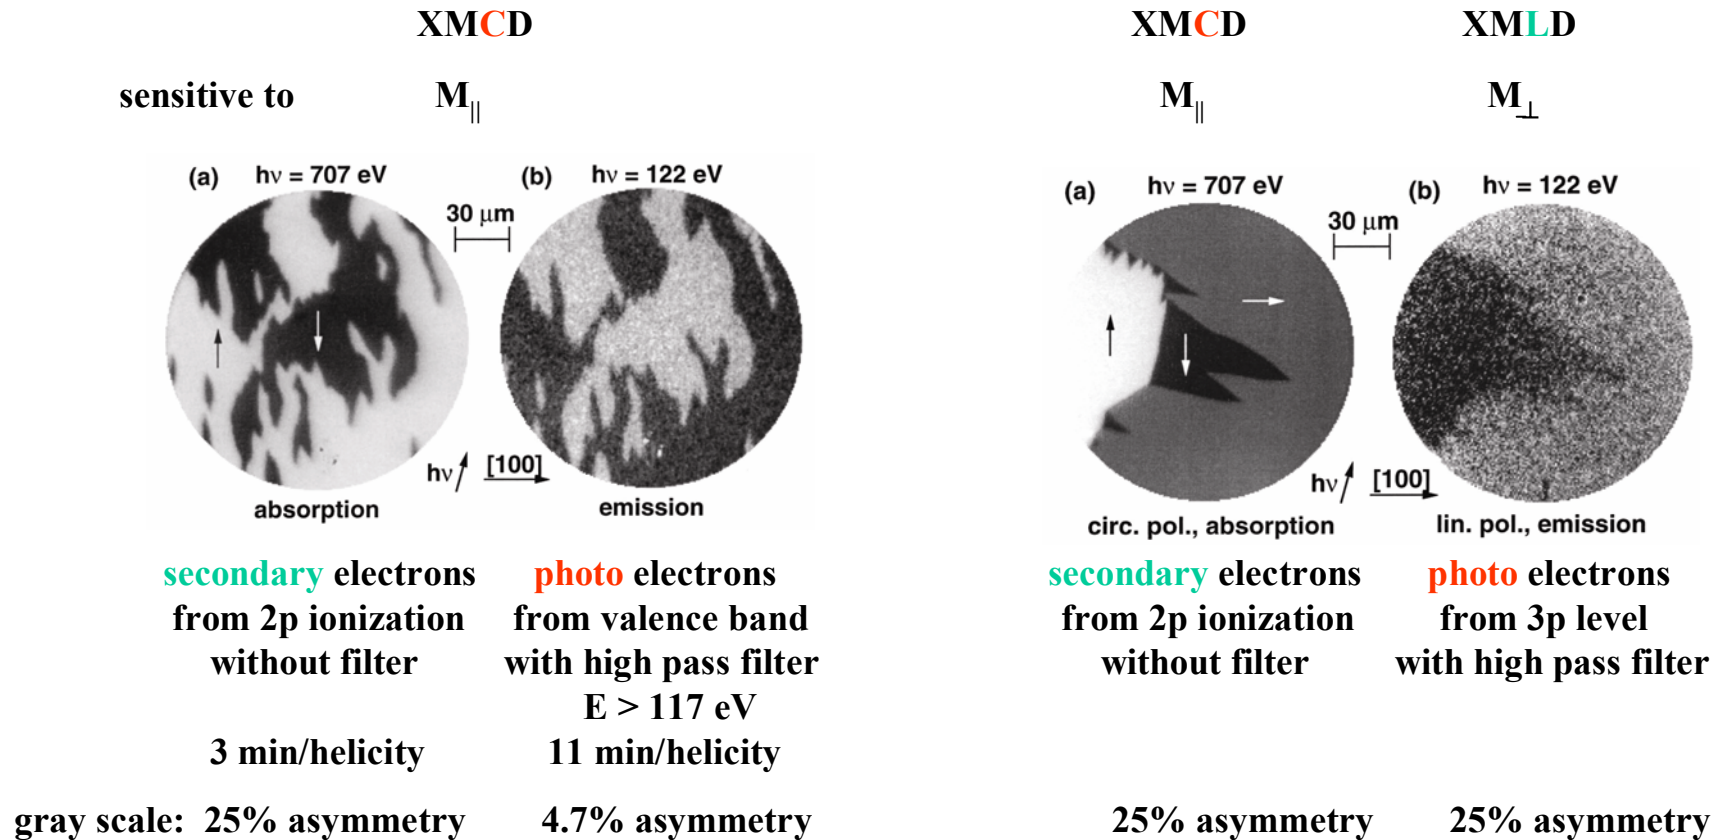 XMCD XMCD XMLD
sensitive to M|| M|| M⊥
(a) hν = 707 eV (b) hν = 122 eV
30 μm
hν [100]
absorption emission
(a) hν = 707 eV (b) hν = 122 eV
30 μm
hν [100]
circ. pol., absorption lin. pol., emission
secondary electrons photo electrons secondary electrons photo electrons
from 2p ionization from valence band from 2p ionization from 3p level
without filter with high pass filter without filter with high pass filter
E > 117 eV
3 min/helicity 11 min/helicity
gray scale: 25% asymmetry 4.7% asymmetry 25% asymmetry 25% asymmetry